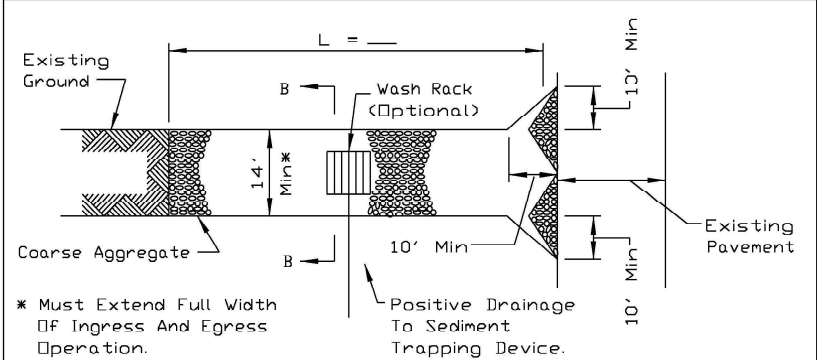 L = ___
10' Min
Existing
Ground
B
Wash Rack
(Optional)
14'
Min*
Coarse Aggregate
B
10' Min
Existing
Pavement
10' Min
* Must Extend Full Width
Of Ingress And Egress
Operation.
Positive Drainage
To Sediment
Trapping Device.